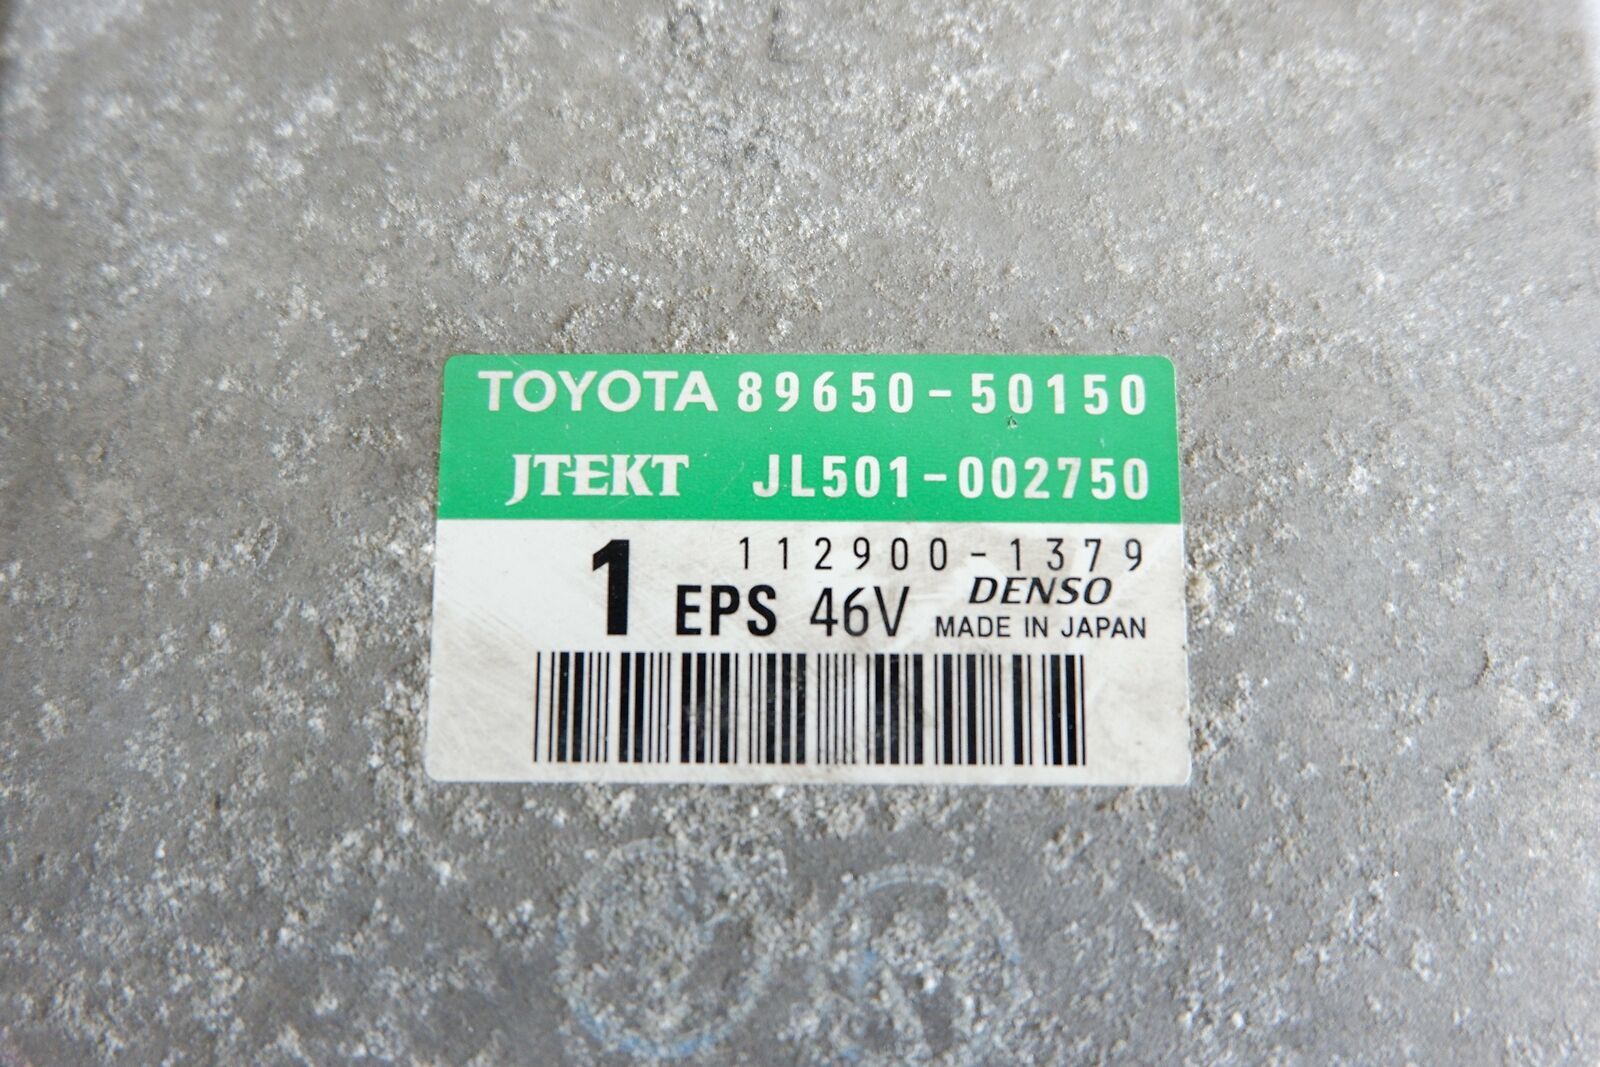 TOYOTA 89650-50150
JTEKT JL501-002750
1 112900-1379
EPS 46V DENSO
MADE IN JAPAN